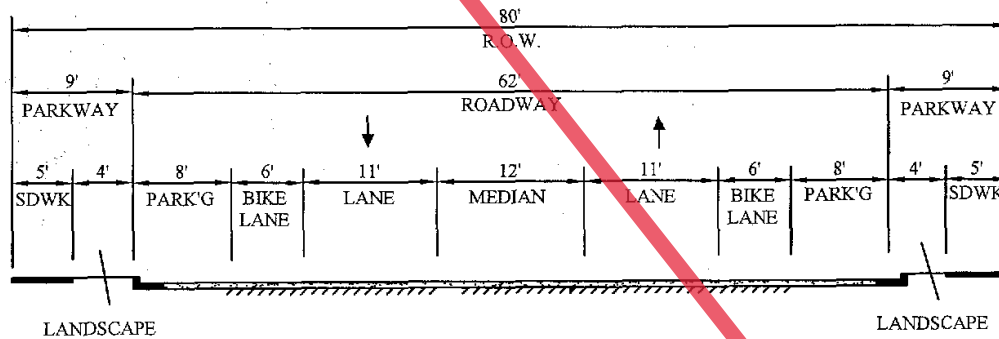 80'
R.O.W.
9'
62'
9'
PARKWAY
ROADWAY
PARKWAY
5'
4'
8'
6'
11'
12'
11'
6'
8'
4'
5'
SDWK
PARK'G
BIKE
LANE
LANE
MEDIAN
LANE
BIKE
LANE
PARK'G
SDWK
LANDSCAPE
LANDSCAPE